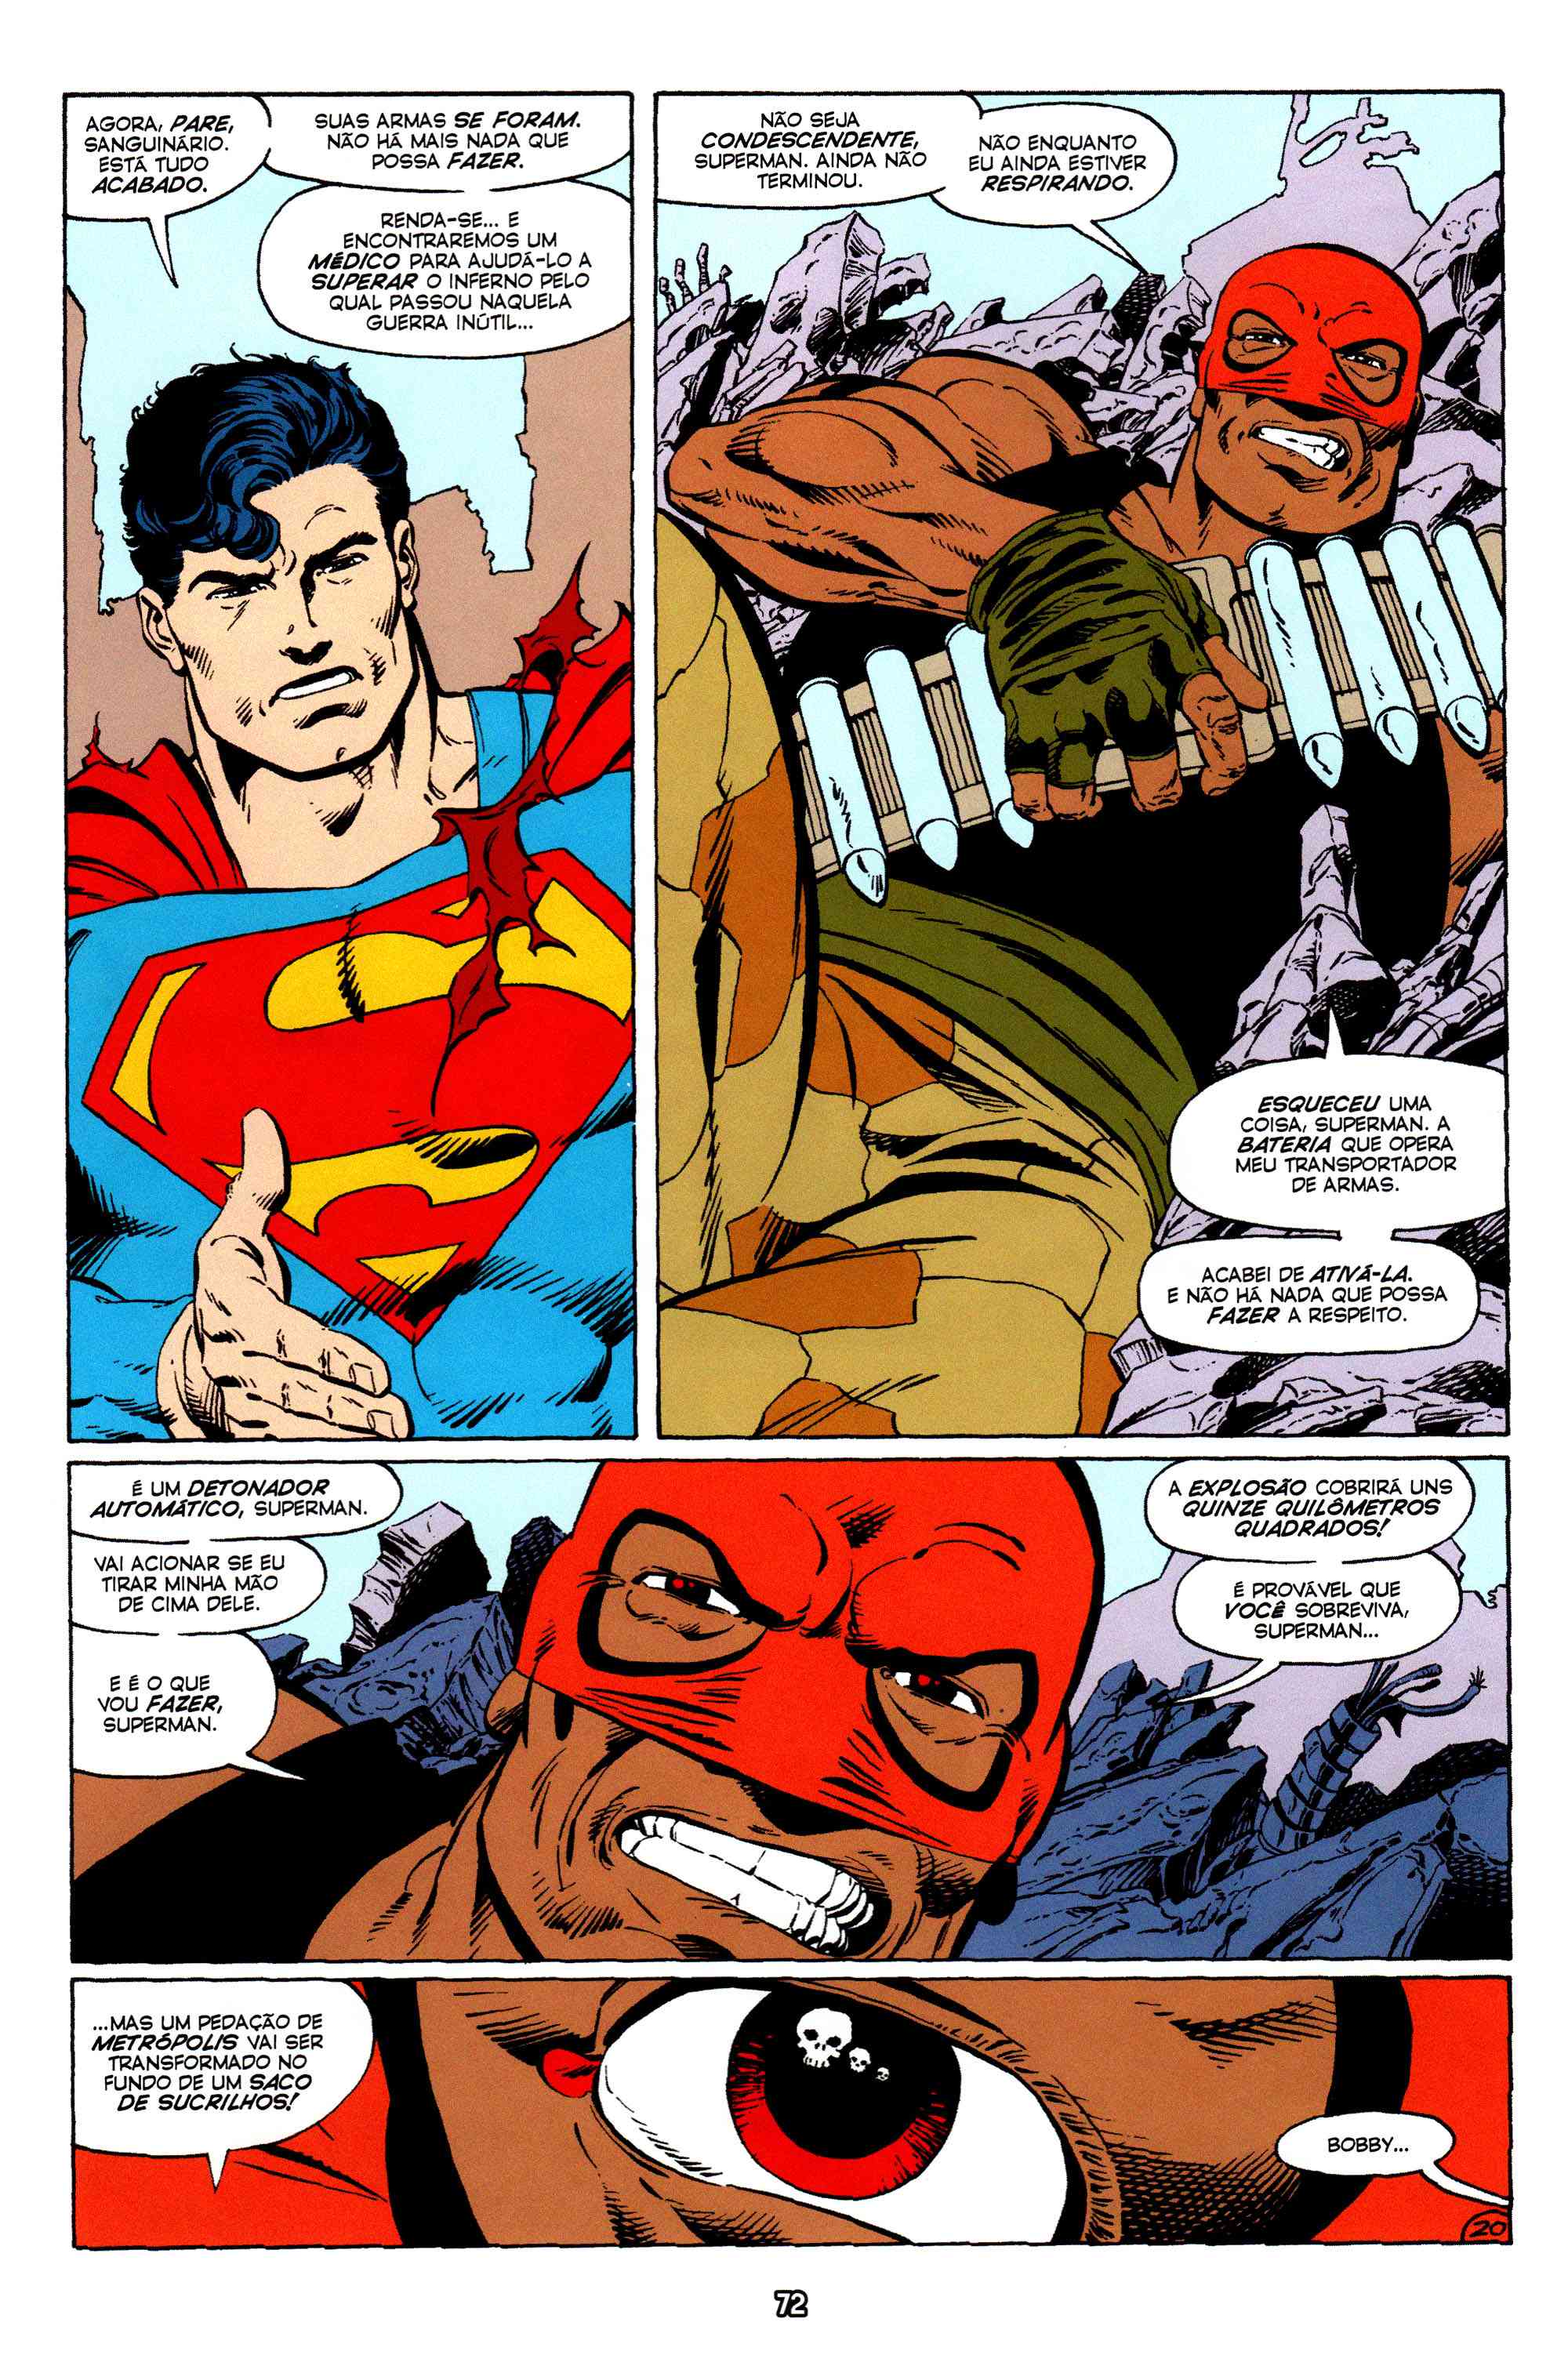 AGORA, PARE,
SANGUINÁRIO.
ESTÁ TUDO
ACABADO.
SUAS ARMAS SE FORAM.
NÃO HÁ MAIS NADA QUE
POSSA FAZER.
RENDA-SE... E
ENCONTRAREMOS UM
MÉDICO PARA AJUDÁ-LO A
SUPERAR O INFERNO PELO
QUAL PASSOU NAQUELA
GUERRA INÚTIL...
NÃO SEJA
CONDESCENDENTE,
SUPERMAN. AINDA NÃO
TERMINOU.
NÃO ENQUANTO
EU AINDA ESTIVER
RESPIRANDO.
ESQUECEU UMA
COISA, SUPERMAN. A
BATERIA QUE OPERA
MEU TRANSPORTADOR
DE ARMAS.
ACABEI DE ATIVÁ-LA.
E NÃO HÁ NADA QUE POSSA
FAZER A RESPEITO.
É UM DETONADOR
AUTOMÁTICO, SUPERMAN.
VAI ACIONAR SE EU
TIRAR MINHA MÃO
DE CIMA DELE.
E É O QUE
VOU FAZER,
SUPERMAN.
A EXPLOSÃO COBRIRÁ UNS
QUINZE QUILÔMETROS
QUADRADOS!
É PROVÁVEL QUE
VOCÊ SOBREVIVA,
SUPERMAN...
...MAS UM PEDAÇÃO DE
METRÓPOLIS VAI SER
TRANSFORMADO NO
FUNDO DE UM SACO
DE SUCRILHOS!
BOBBY...
20
72